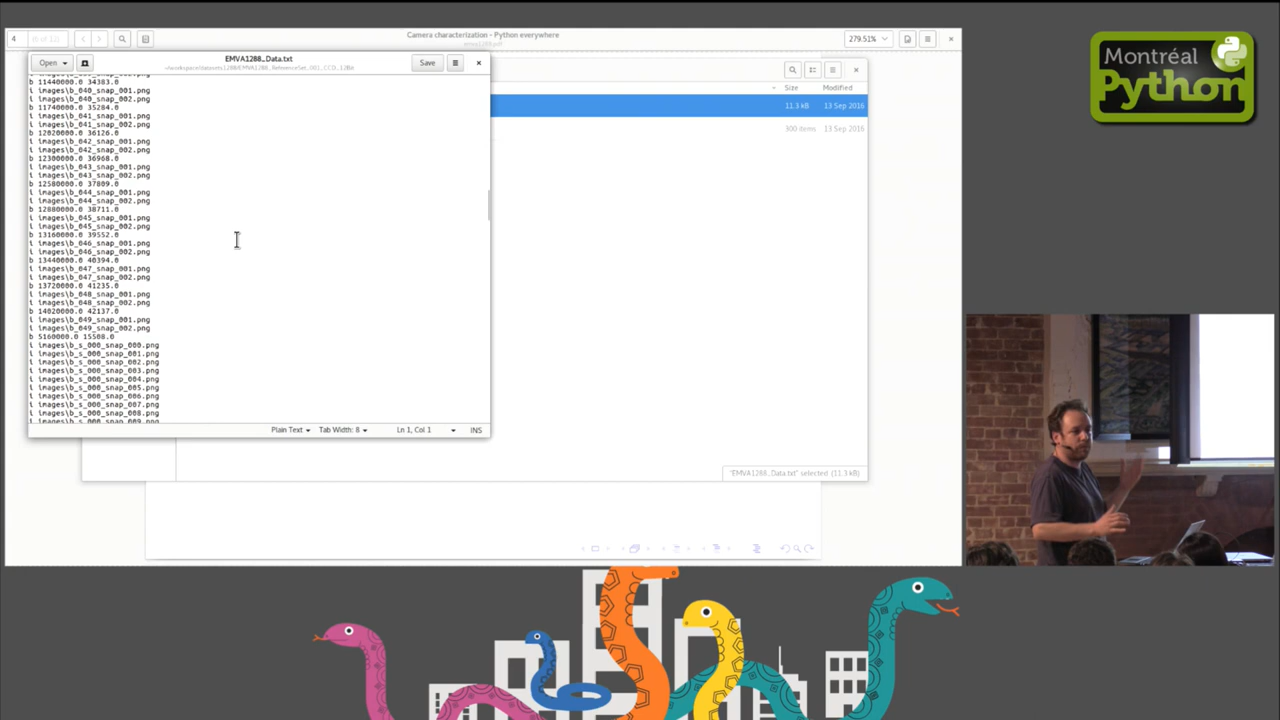 4
(6 of 22)
Camera characterization - Python everywhere
emva1288.pdf
279.51%
Open
EMVA1288_Data.txt
Save
Size
Modified
11.3 kB
13 Sep 2016
300 items
13 Sep 2016
b 11440000.0 34383.0
i images\b_040_snap_001.png
i images\b_040_snap_002.png
b 11740000.0 35284.0
i images\b_041_snap_001.png
i images\b_041_snap_002.png
b 12020000.0 36126.0
i images\b_042_snap_001.png
i images\b_042_snap_002.png
b 12300000.0 36968.0
i images\b_043_snap_001.png
i images\b_043_snap_002.png
b 12580000.0 37809.0
i images\b_044_snap_001.png
i images\b_044_snap_002.png
b 12880000.0 38711.0
i images\b_045_snap_001.png
i images\b_045_snap_002.png
b 13160000.0 39552.0
i images\b_046_snap_001.png
i images\b_046_snap_002.png
b 13440000.0 40394.0
i images\b_047_snap_001.png
i images\b_047_snap_002.png
b 13720000.0 41235.0
i images\b_048_snap_001.png
i images\b_048_snap_002.png
b 14020000.0 42137.0
i images\b_049_snap_001.png
i images\b_049_snap_002.png
b 5160000.0 15508.0
i images\b_s_000_snap_000.png
i images\b_s_000_snap_001.png
i images\b_s_000_snap_002.png
i images\b_s_000_snap_003.png
i images\b_s_000_snap_004.png
i images\b_s_000_snap_005.png
i images\b_s_000_snap_006.png
i images\b_s_000_snap_007.png
i images\b_s_000_snap_008.png
i images\b_s_000_snap_009.png
Plain Text
Tab Width: 8
Ln 1, Col 1
INS
"EMVA1288_Data.txt" selected (11.3 kB)
Montréal
Python